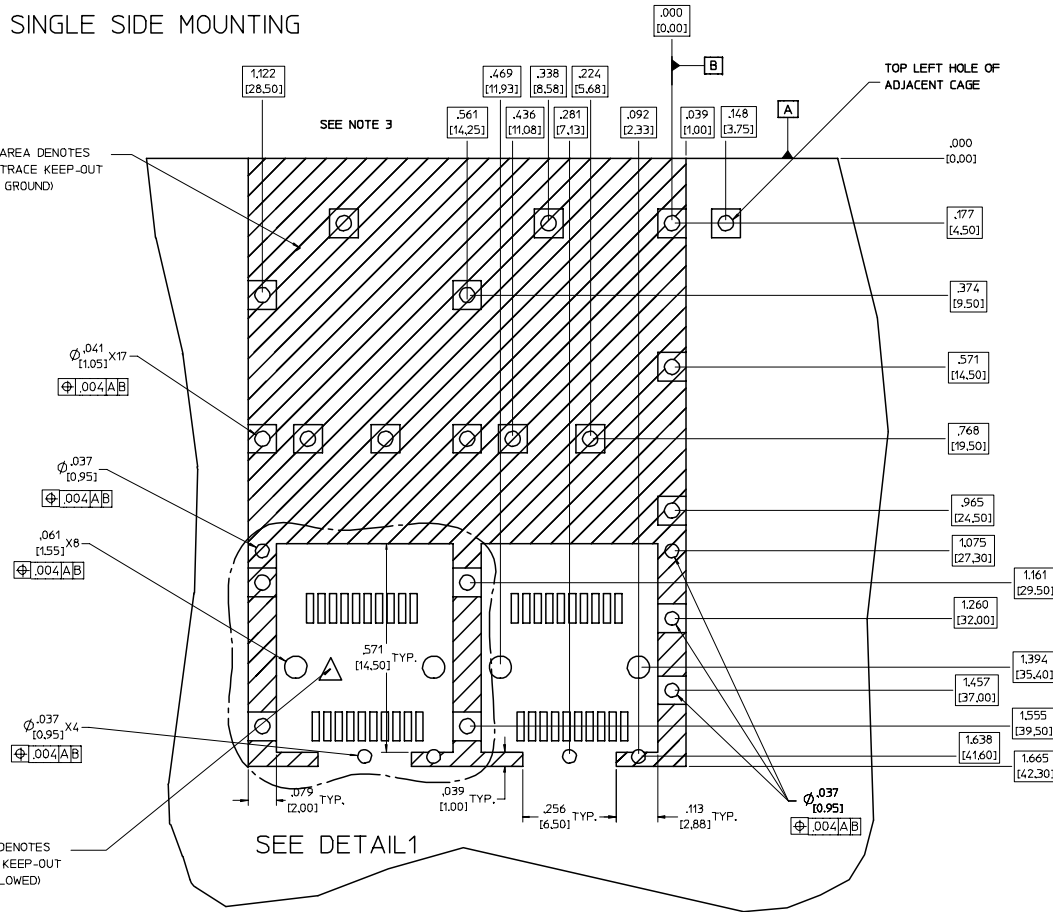 SINGLE SIDE MOUNTING
.000
[0,00]
B
TOP LEFT HOLE OF
ADJACENT CAGE
1.122
[28.50]
.469
[11,93]
.338
[8,58]
.224
[5,68]
A
SEE NOTE 3
.561
[14,25]
.436
[11,08]
.281
[7,13]
.092
[2,33]
.039
[1,00]
.148
[3,75]
.000
[0,00]
AREA DENOTES
TRACE KEEP-OUT
GROUND)
.177
[4,50]
.374
[9,50]
Ø.041
[1,05] X17
⌖ .004 A B
.571
[14,50]
.768
[19,50]
Ø.037
[0,95]
⌖ .004 A B
.965
[24,50]
.061
[1,55] X8
⌖ .004 A B
1.075
[27,30]
1.161
[29,50]
1.260
[32,00]
.571
[14,50] TYP.
1.394
[35,40]
1.457
[37,00]
Ø.037
[0,95] X4
⌖ .004 A B
1.555
[39,50]
1.638
[41,60]
1.665
[42,30]
.079
[2,00] TYP.
.039
[1,00] TYP.
.256
[6,50] TYP.
.113
[2,88] TYP.
Ø.037
[0,95]
⌖ .004 A B
SEE DETAIL1
DENOTES
KEEP-OUT
LOWED)